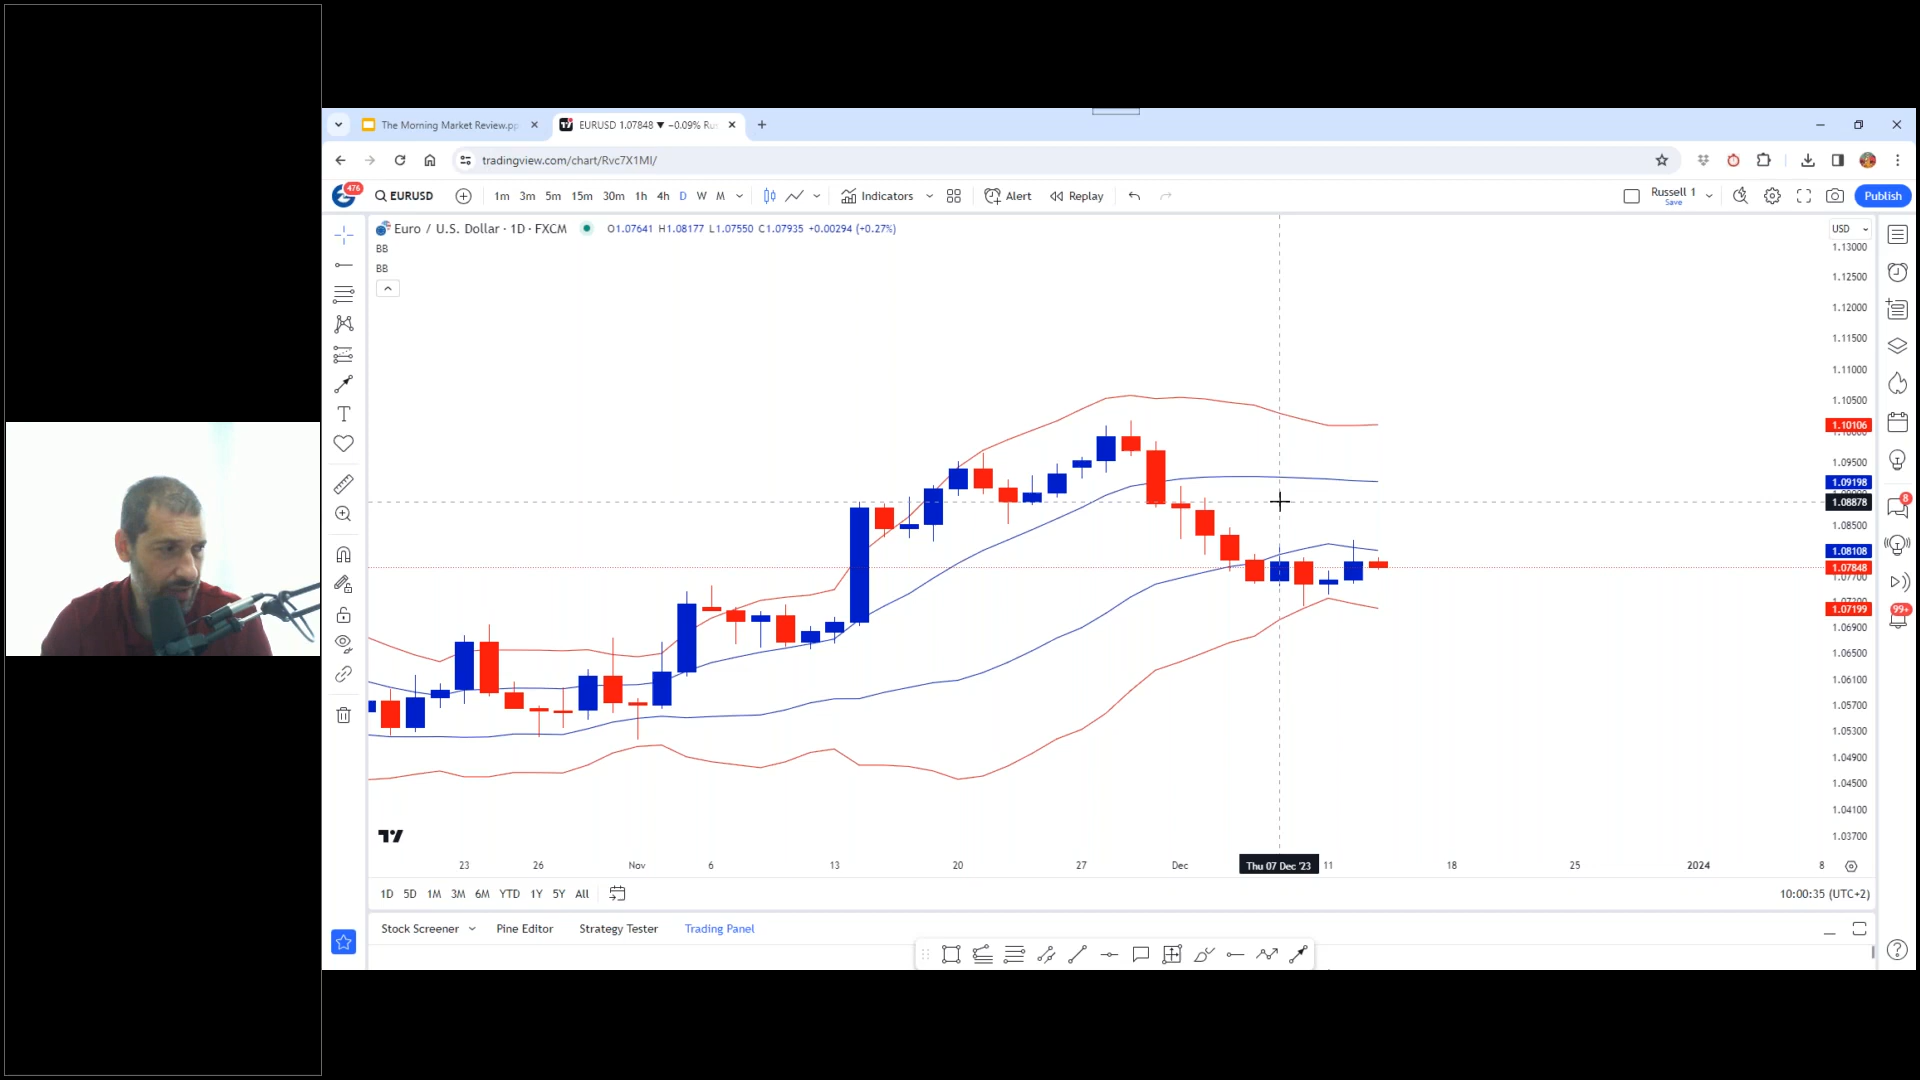 The Morning Market Review.pp
EURUSD 1.07848 ▼ −0.09% Ru
tradingview.com/chart/Rvc7X1MI/
476
EURUSD
1m 3m 5m 15m 30m 1h 4h D W M
Indicators
Alert
Replay
Russell 1
Save
Publish
Euro / U.S. Dollar · 1D · FXCM
O1.07641 H1.08177 L1.07550 C1.07935 +0.00294 (+0.27%)
BB
BB
USD
1.13000
1.12500
1.12000
1.11500
1.11000
1.10500
1.10106
1.09500
1.09198
1.08878
1.08500
1.08108
1.07848
1.07700
1.07199
1.06900
1.06500
1.06100
1.05700
1.05300
1.04900
1.04500
1.04100
1.03700
8
99+
23 26 Nov 6 13 20 27 Dec Thu 07 Dec '23 11 18 25 2024 8
1D 5D 1M 3M 6M YTD 1Y 5Y All
10:00:35 (UTC+2)
Stock Screener
Pine Editor
Strategy Tester
Trading Panel